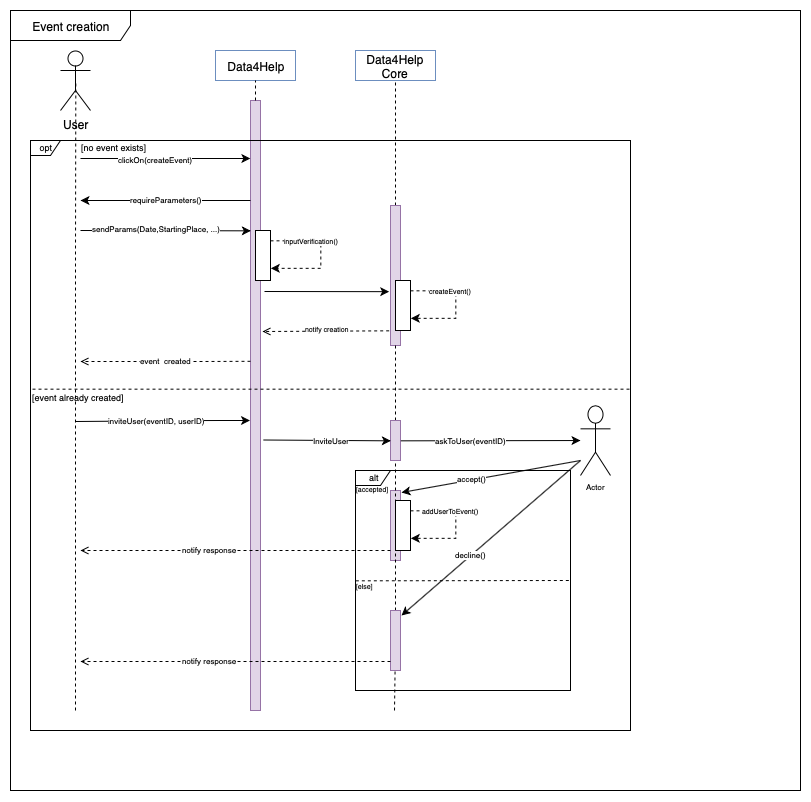 Event creation
Data4Help
Data4Help
Core
User
opt
[no event exists]
clickOn(createEvent)
requireParameters()
sendParams(Date,StartingPlace, ...)
inputVerification()
createEvent()
notify creation
event created
[event already created]
inviteUser(eventID, userID)
InviteUser
askToUser(eventID)
alt
accept()
Actor
[accepted]
addUserToEvent()
notify response
decline()
[else]
notify response